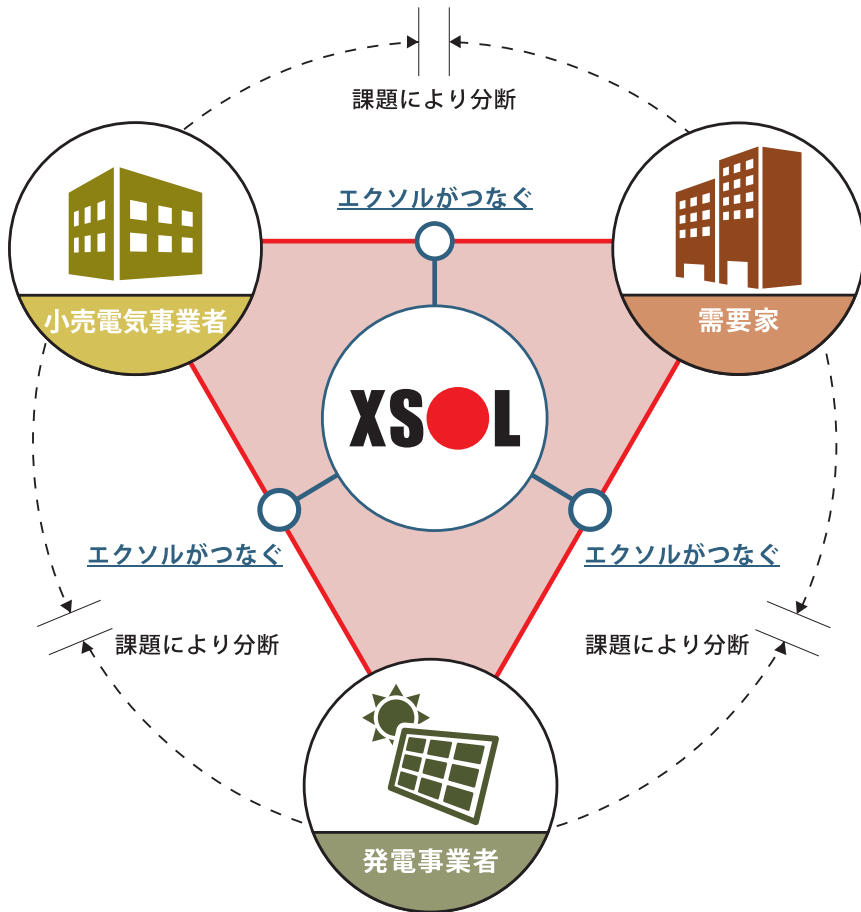 課題により分断
エクソルがつなぐ
小売電気事業者
需要家
XSOL
エクソルがつなぐ
エクソルがつなぐ
課題により分断
課題により分断
発電事業者